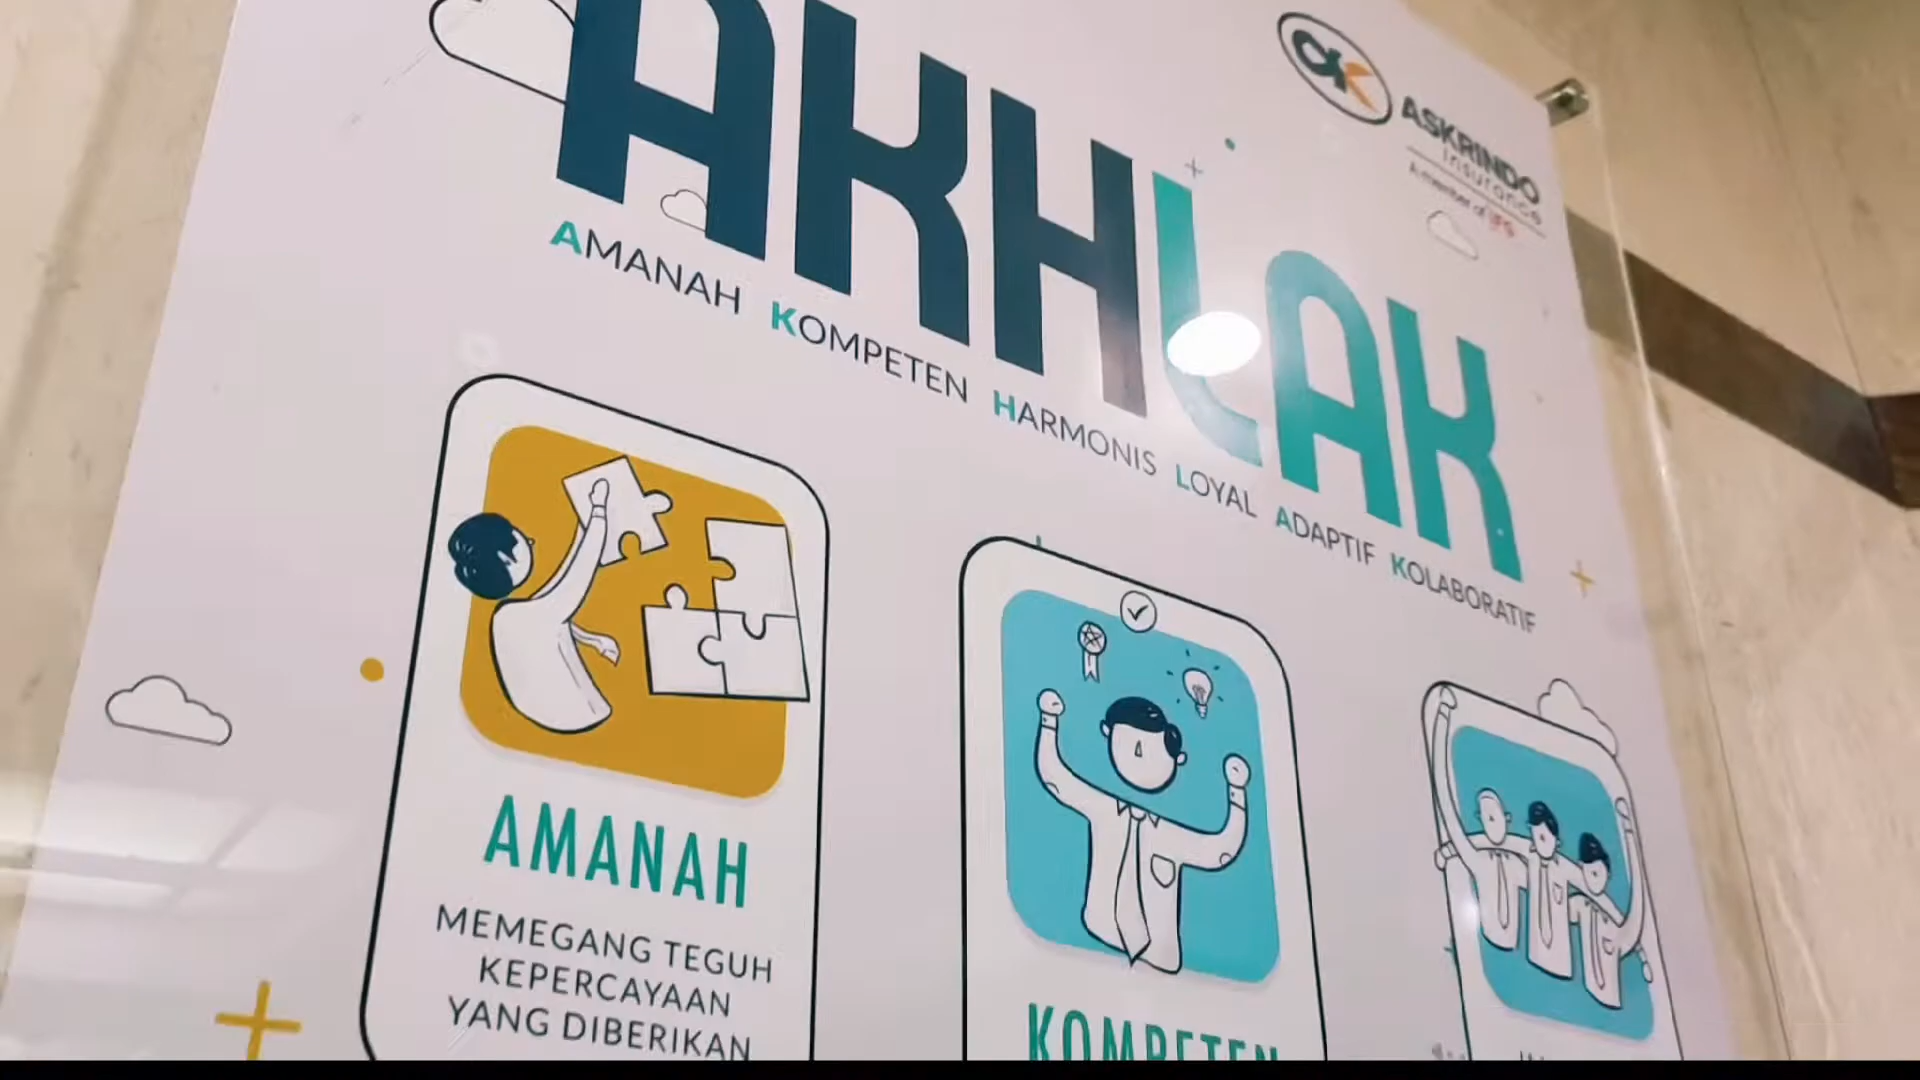 AKHLAK
AMANAH KOMPETEN HARMONIS LOYAL ADAPTIF KOLABORATIF
ASKRINDO
insurance
A member of IFG
AMANAH
MEMEGANG TEGUH
KEPERCAYAAN
YANG DIBERIKAN
KOMPETEN